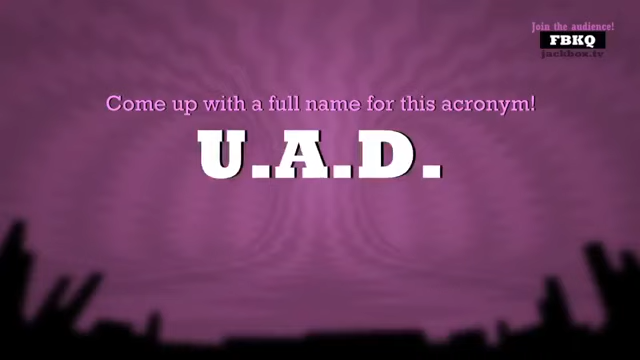 Join the audience!
FBKQ
jackbox.tv
Come up with a full name for this acronym!
U.A.D.